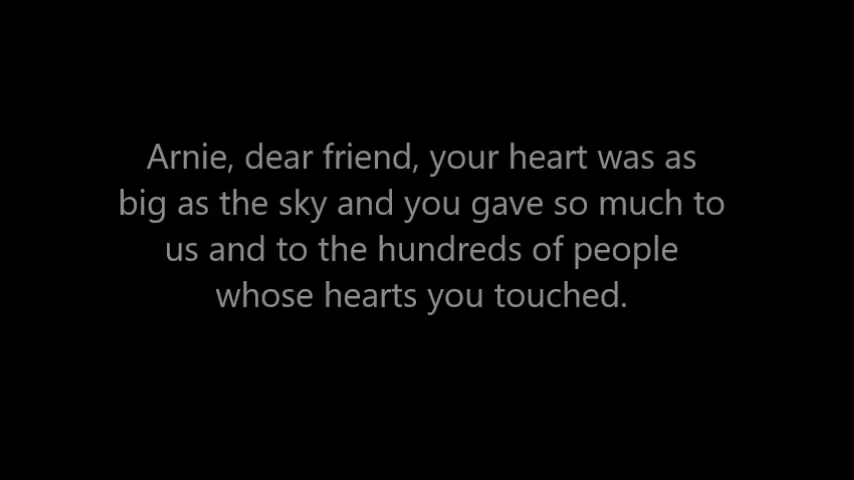 Arnie, dear friend, your heart was as
big as the sky and you gave so much to
us and to the hundreds of people
whose hearts you touched.